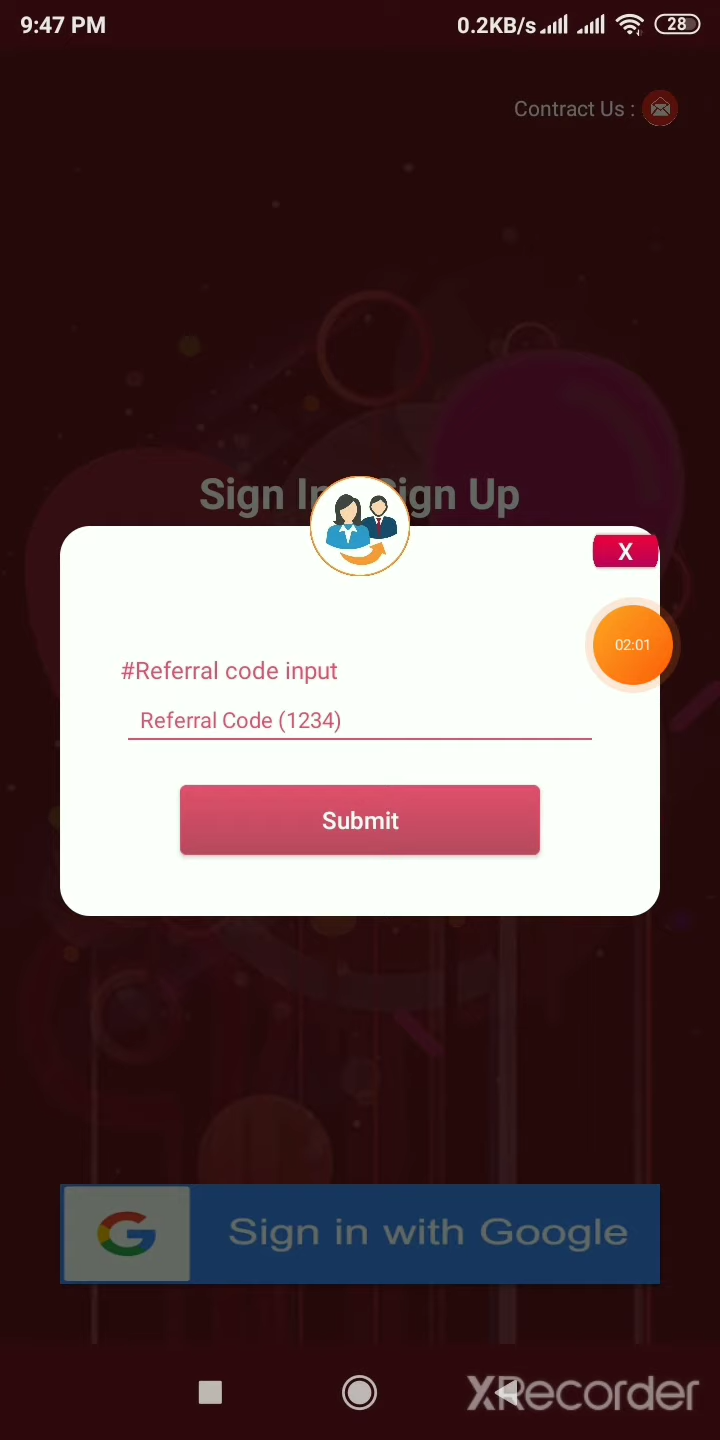 9:47 PM
0.2KB/s
28
Contract Us :
Sign In
Sign Up
X
02:01
#Referral code input
Referral Code (1234)
Submit
Sign in with Google
XRecorder